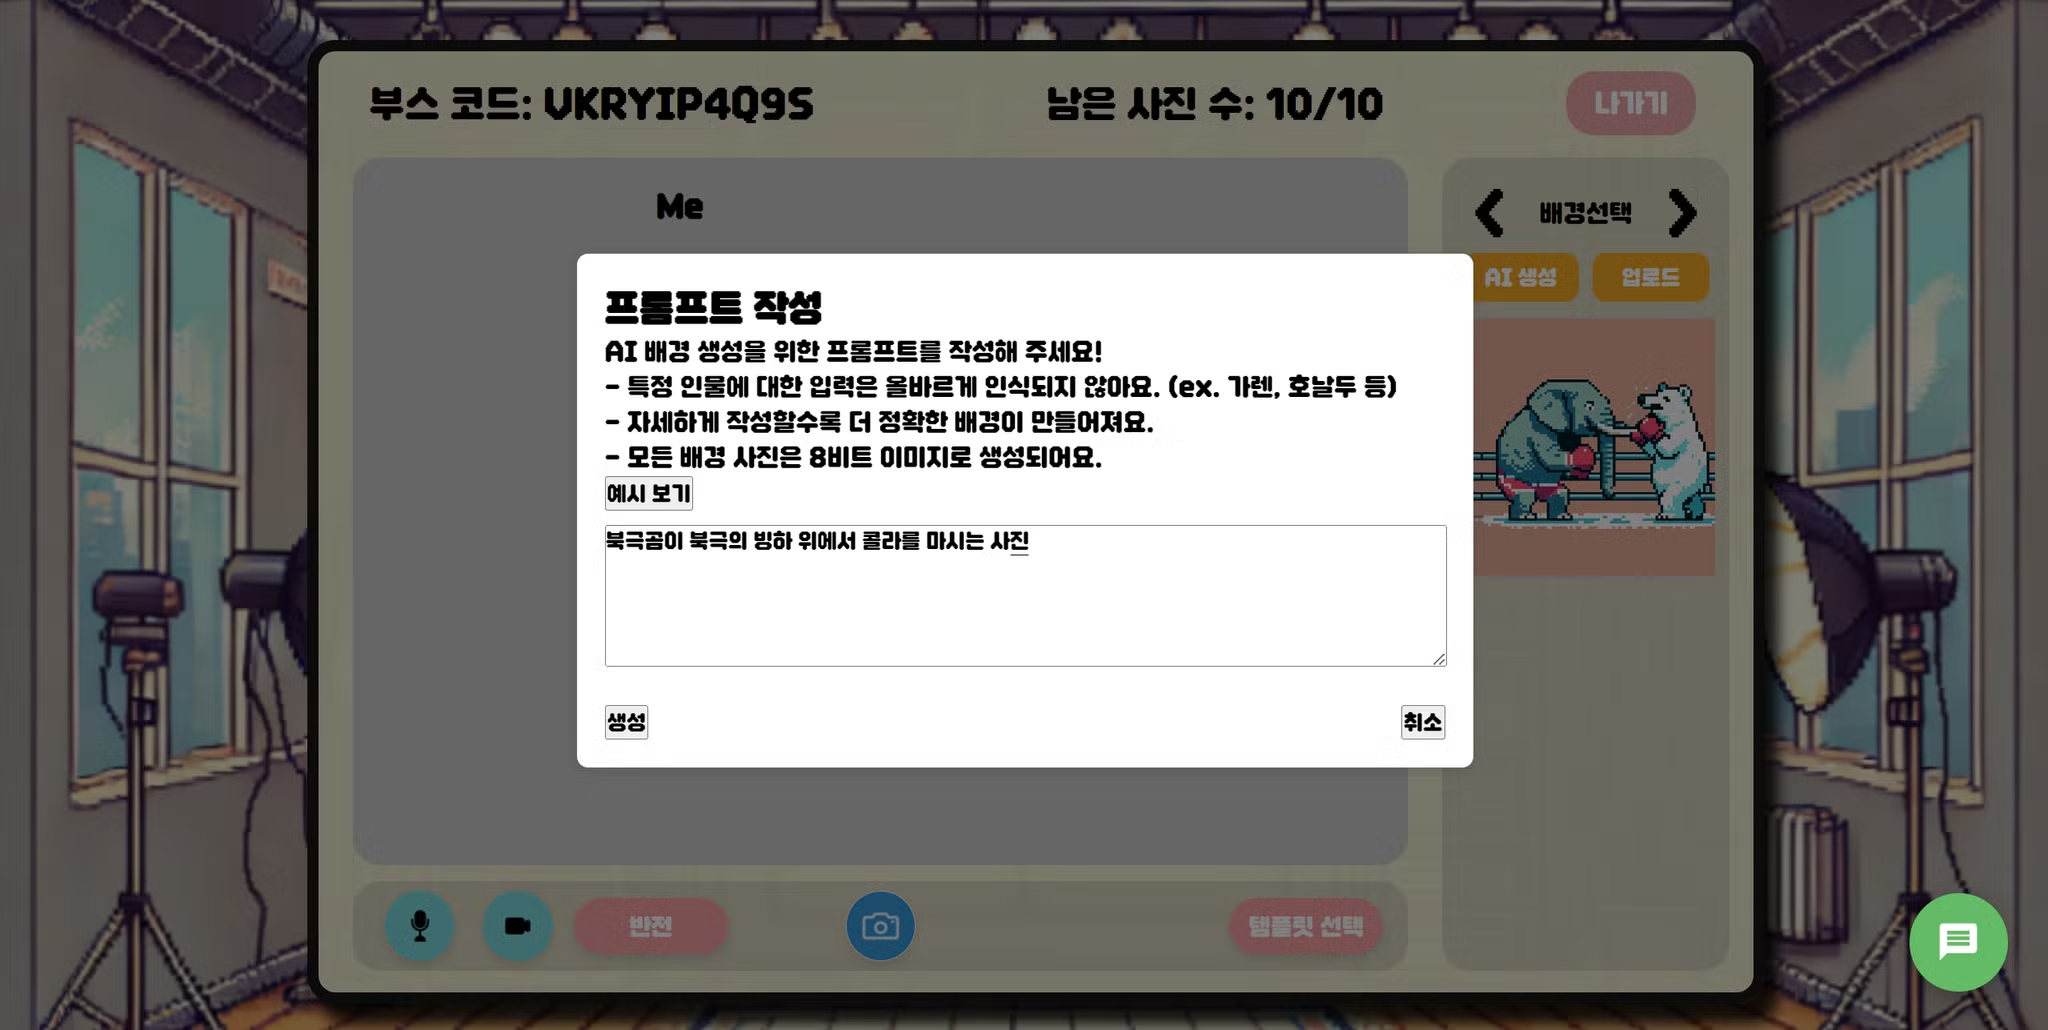 부스 코드: VKRYIP4Q9S
남은 사진 수: 10/10
나가기
Me
배경선택
AI 생성
업로드
프롬프트 작성
AI 배경 생성을 위한 프롬프트를 작성해 주세요!
- 특정 인물에 대한 입력은 올바르게 인식되지 않아요. (ex. 가렌, 호날두 등)
- 자세하게 작성할수록 더 정확한 배경이 만들어져요.
- 모든 배경 사진은 8비트 이미지로 생성되어요.
예시 보기
북극곰이 북극의 빙하 위에서 콜라를 마시는 사진
생성
취소
반전
템플릿 선택